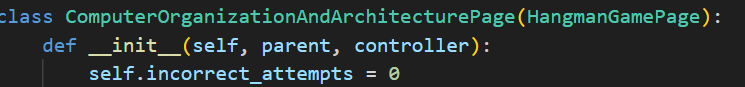 class ComputerOrganizationAndArchitecturePage(HangmanGamePage):
    def __init__(self, parent, controller):
        self.incorrect_attempts = 0